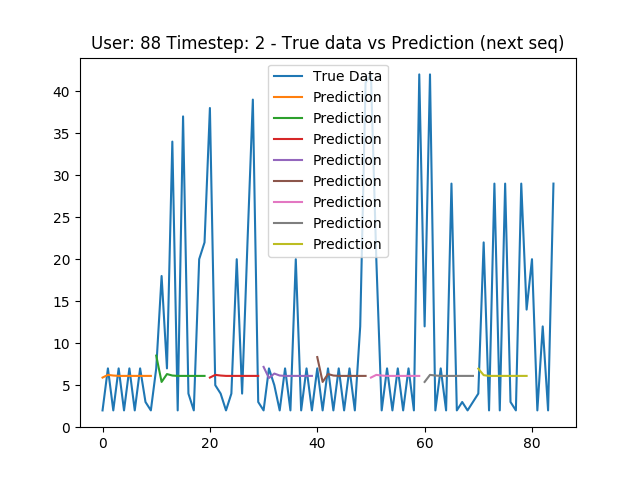 User: 88 Timestep: 2 - True data vs Prediction (next seq)
True Data
Prediction
Prediction
Prediction
Prediction
Prediction
Prediction
Prediction
Prediction
40
35
30
25
20
15
10
5
0
0 20 40 60 80